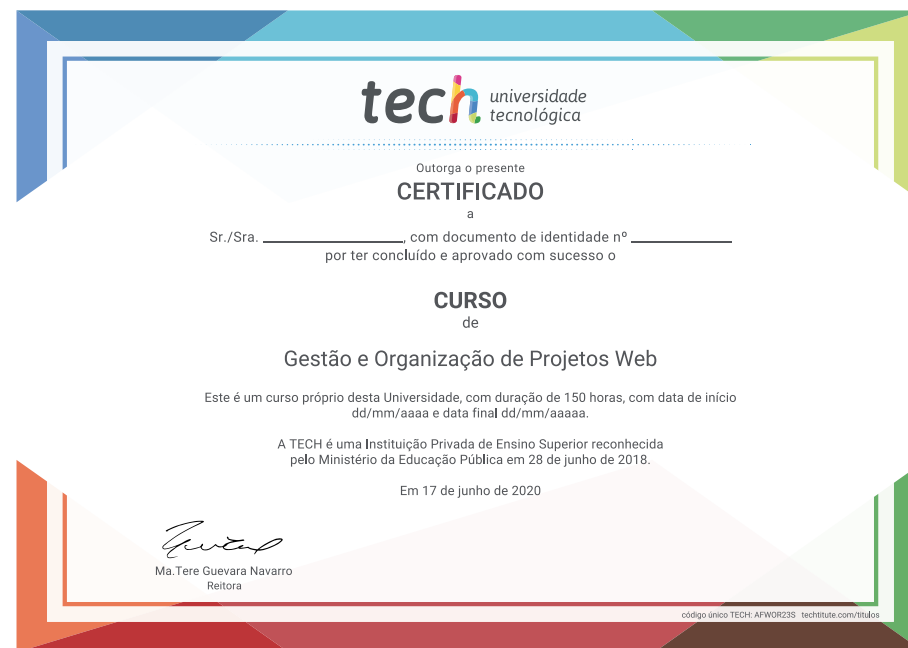 tech universidade
tecnológica
Outorga o presente
CERTIFICADO
a
Sr./Sra. ________________, com documento de identidade nº ____________
por ter concluído e aprovado com sucesso o
CURSO
de
Gestão e Organização de Projetos Web
Este é um curso próprio desta Universidade, com duração de 150 horas, com data de início
dd/mm/aaaa e data final dd/mm/aaaaa.
A TECH é uma Instituição Privada de Ensino Superior reconhecida
pelo Ministério da Educação Pública em 28 de junho de 2018.
Em 17 de junho de 2020
Ma.Tere Guevara Navarro
Reitora
código único TECH: AFWOR23S techtitute.com/titulos